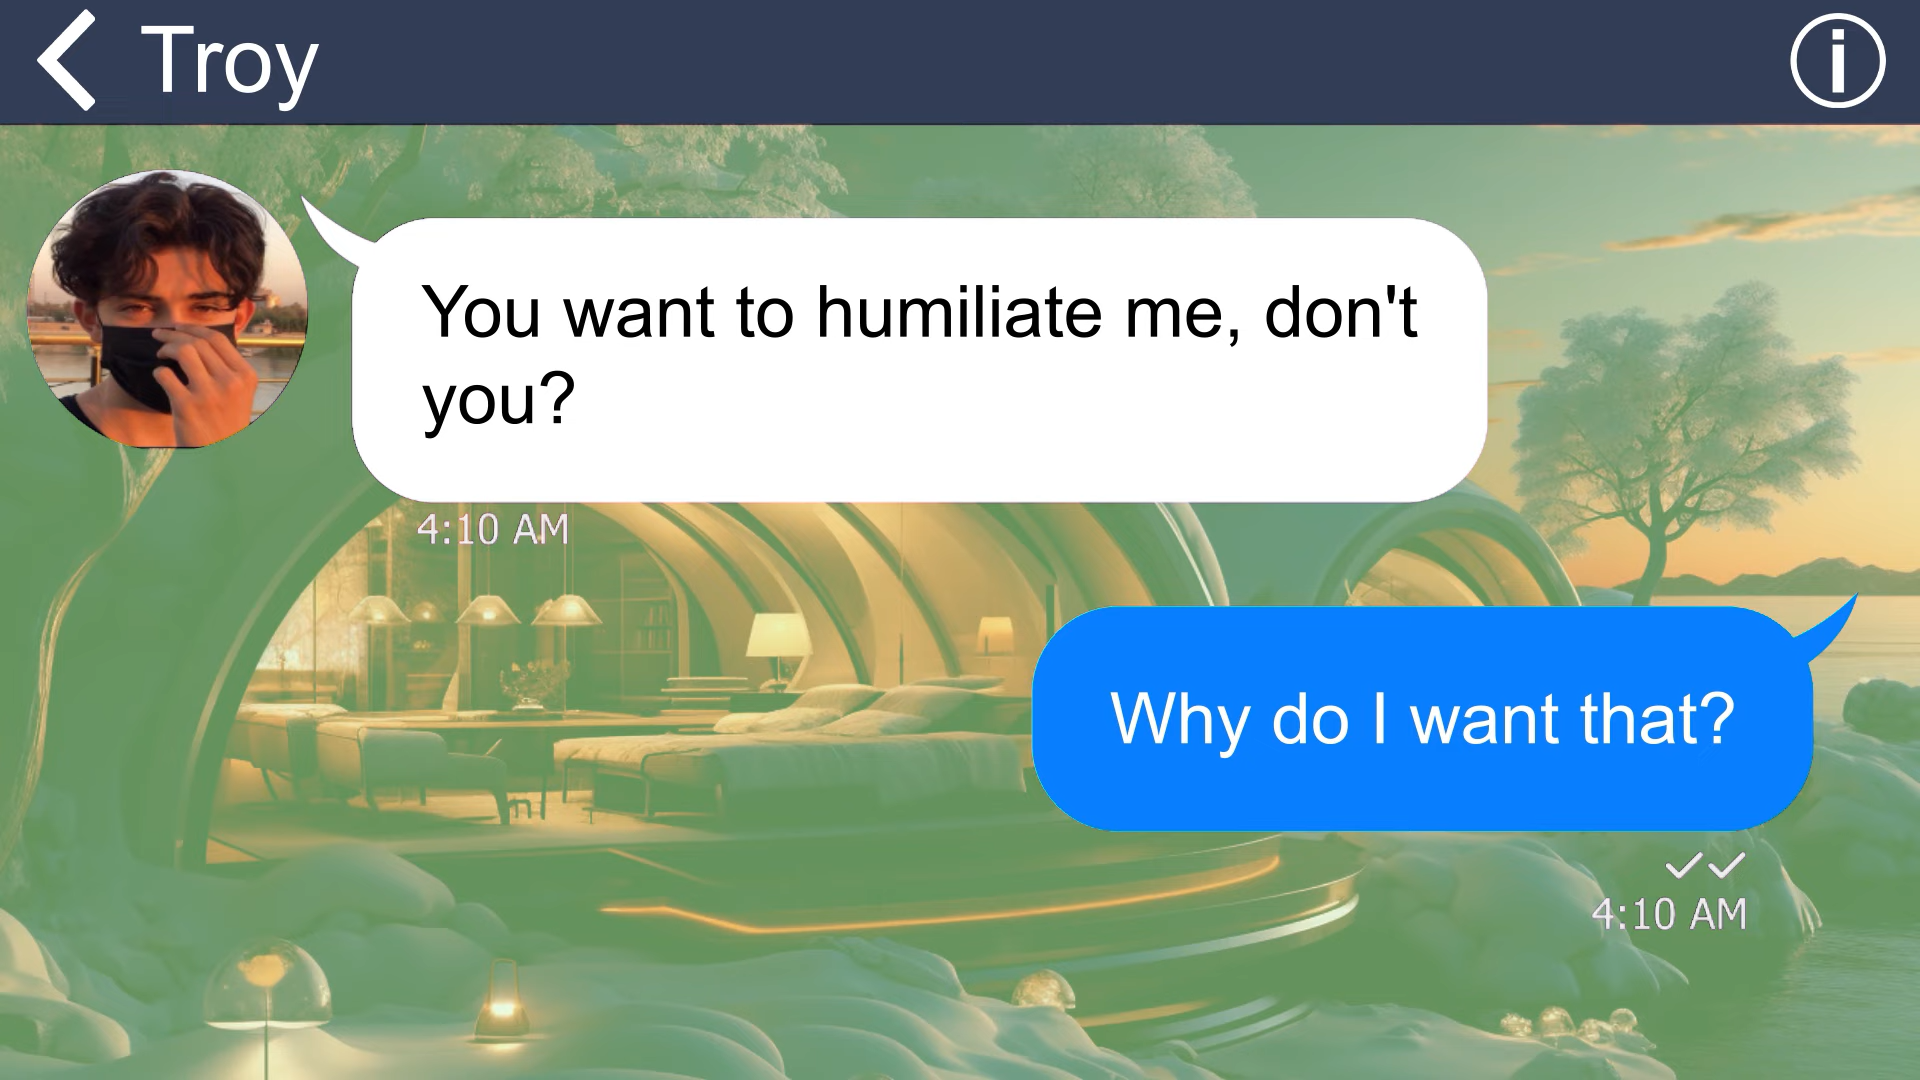 Troy
You want to humiliate me, don't
you?
4:10 AM
Why do I want that?
4:10 AM